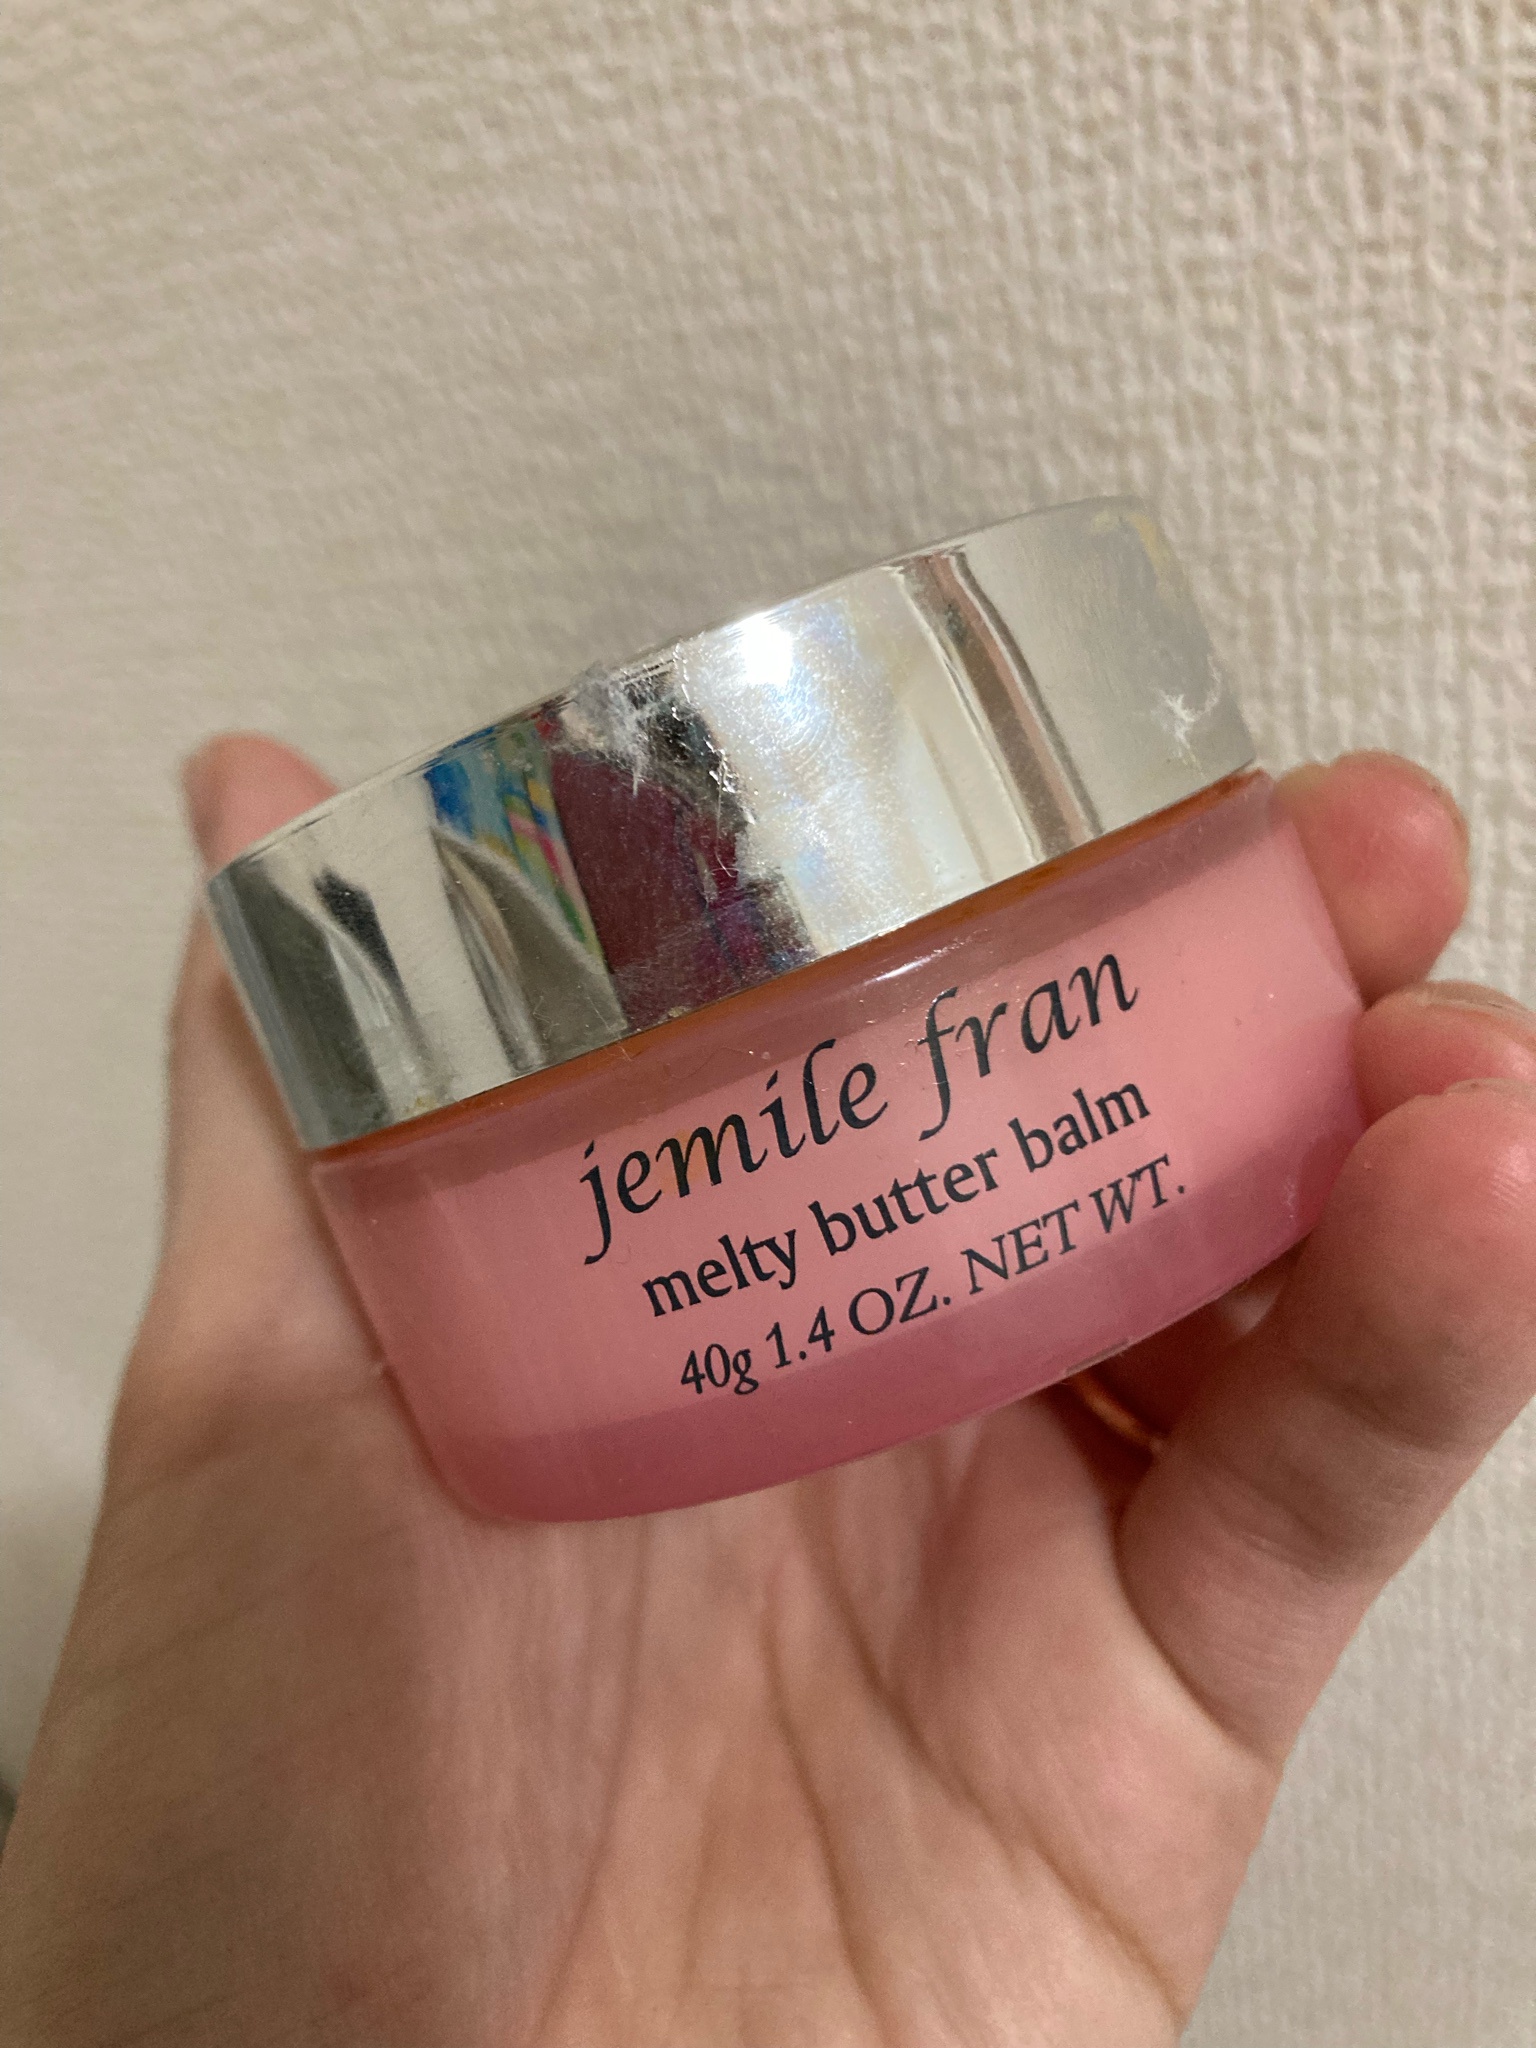 jemile fran
melty butter balm
40g 1.4 OZ. NET WT.